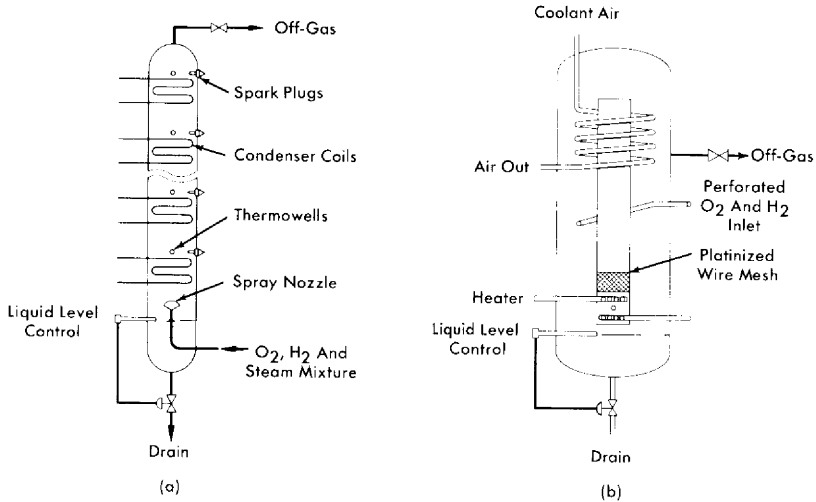 Off-Gas
Spark Plugs
Condenser Coils
Thermowells
Spray Nozzle
Liquid Level
Control
O2, H2 And
Steam Mixture
Drain
(a)
Coolant Air
Air Out
Off-Gas
Perforated
O2 And H2
Inlet
Platinized
Wire Mesh
Heater
Liquid Level
Control
Drain
(b)